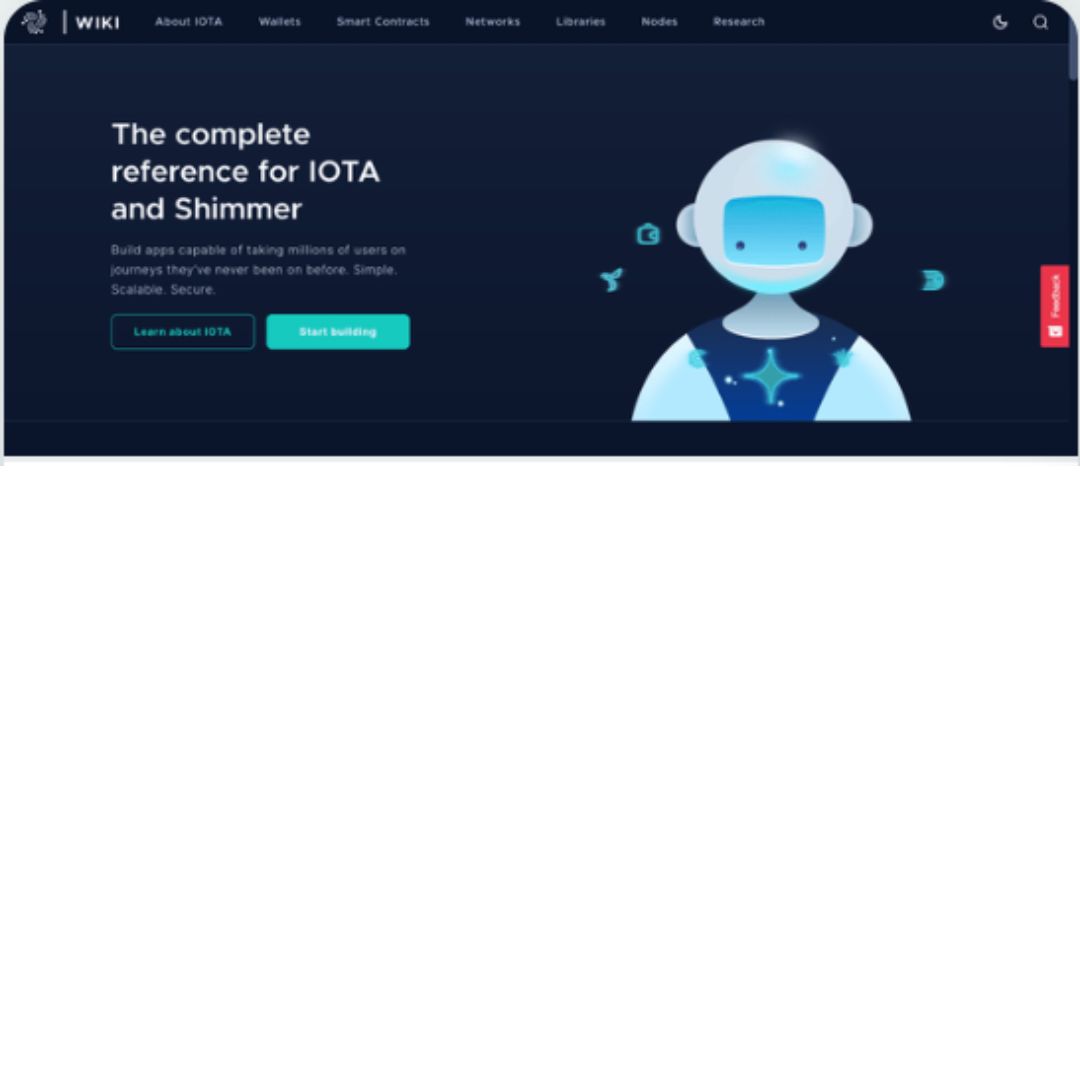 WIKI About IOTA Wallets Smart Contracts Networks Libraries Nodes Research
The complete
reference for IOTA
and Shimmer
Build apps capable of taking millions of users on
journeys they've never been on before. Simple.
Scalable. Secure.
Learn about IOTA Start building
Feedback